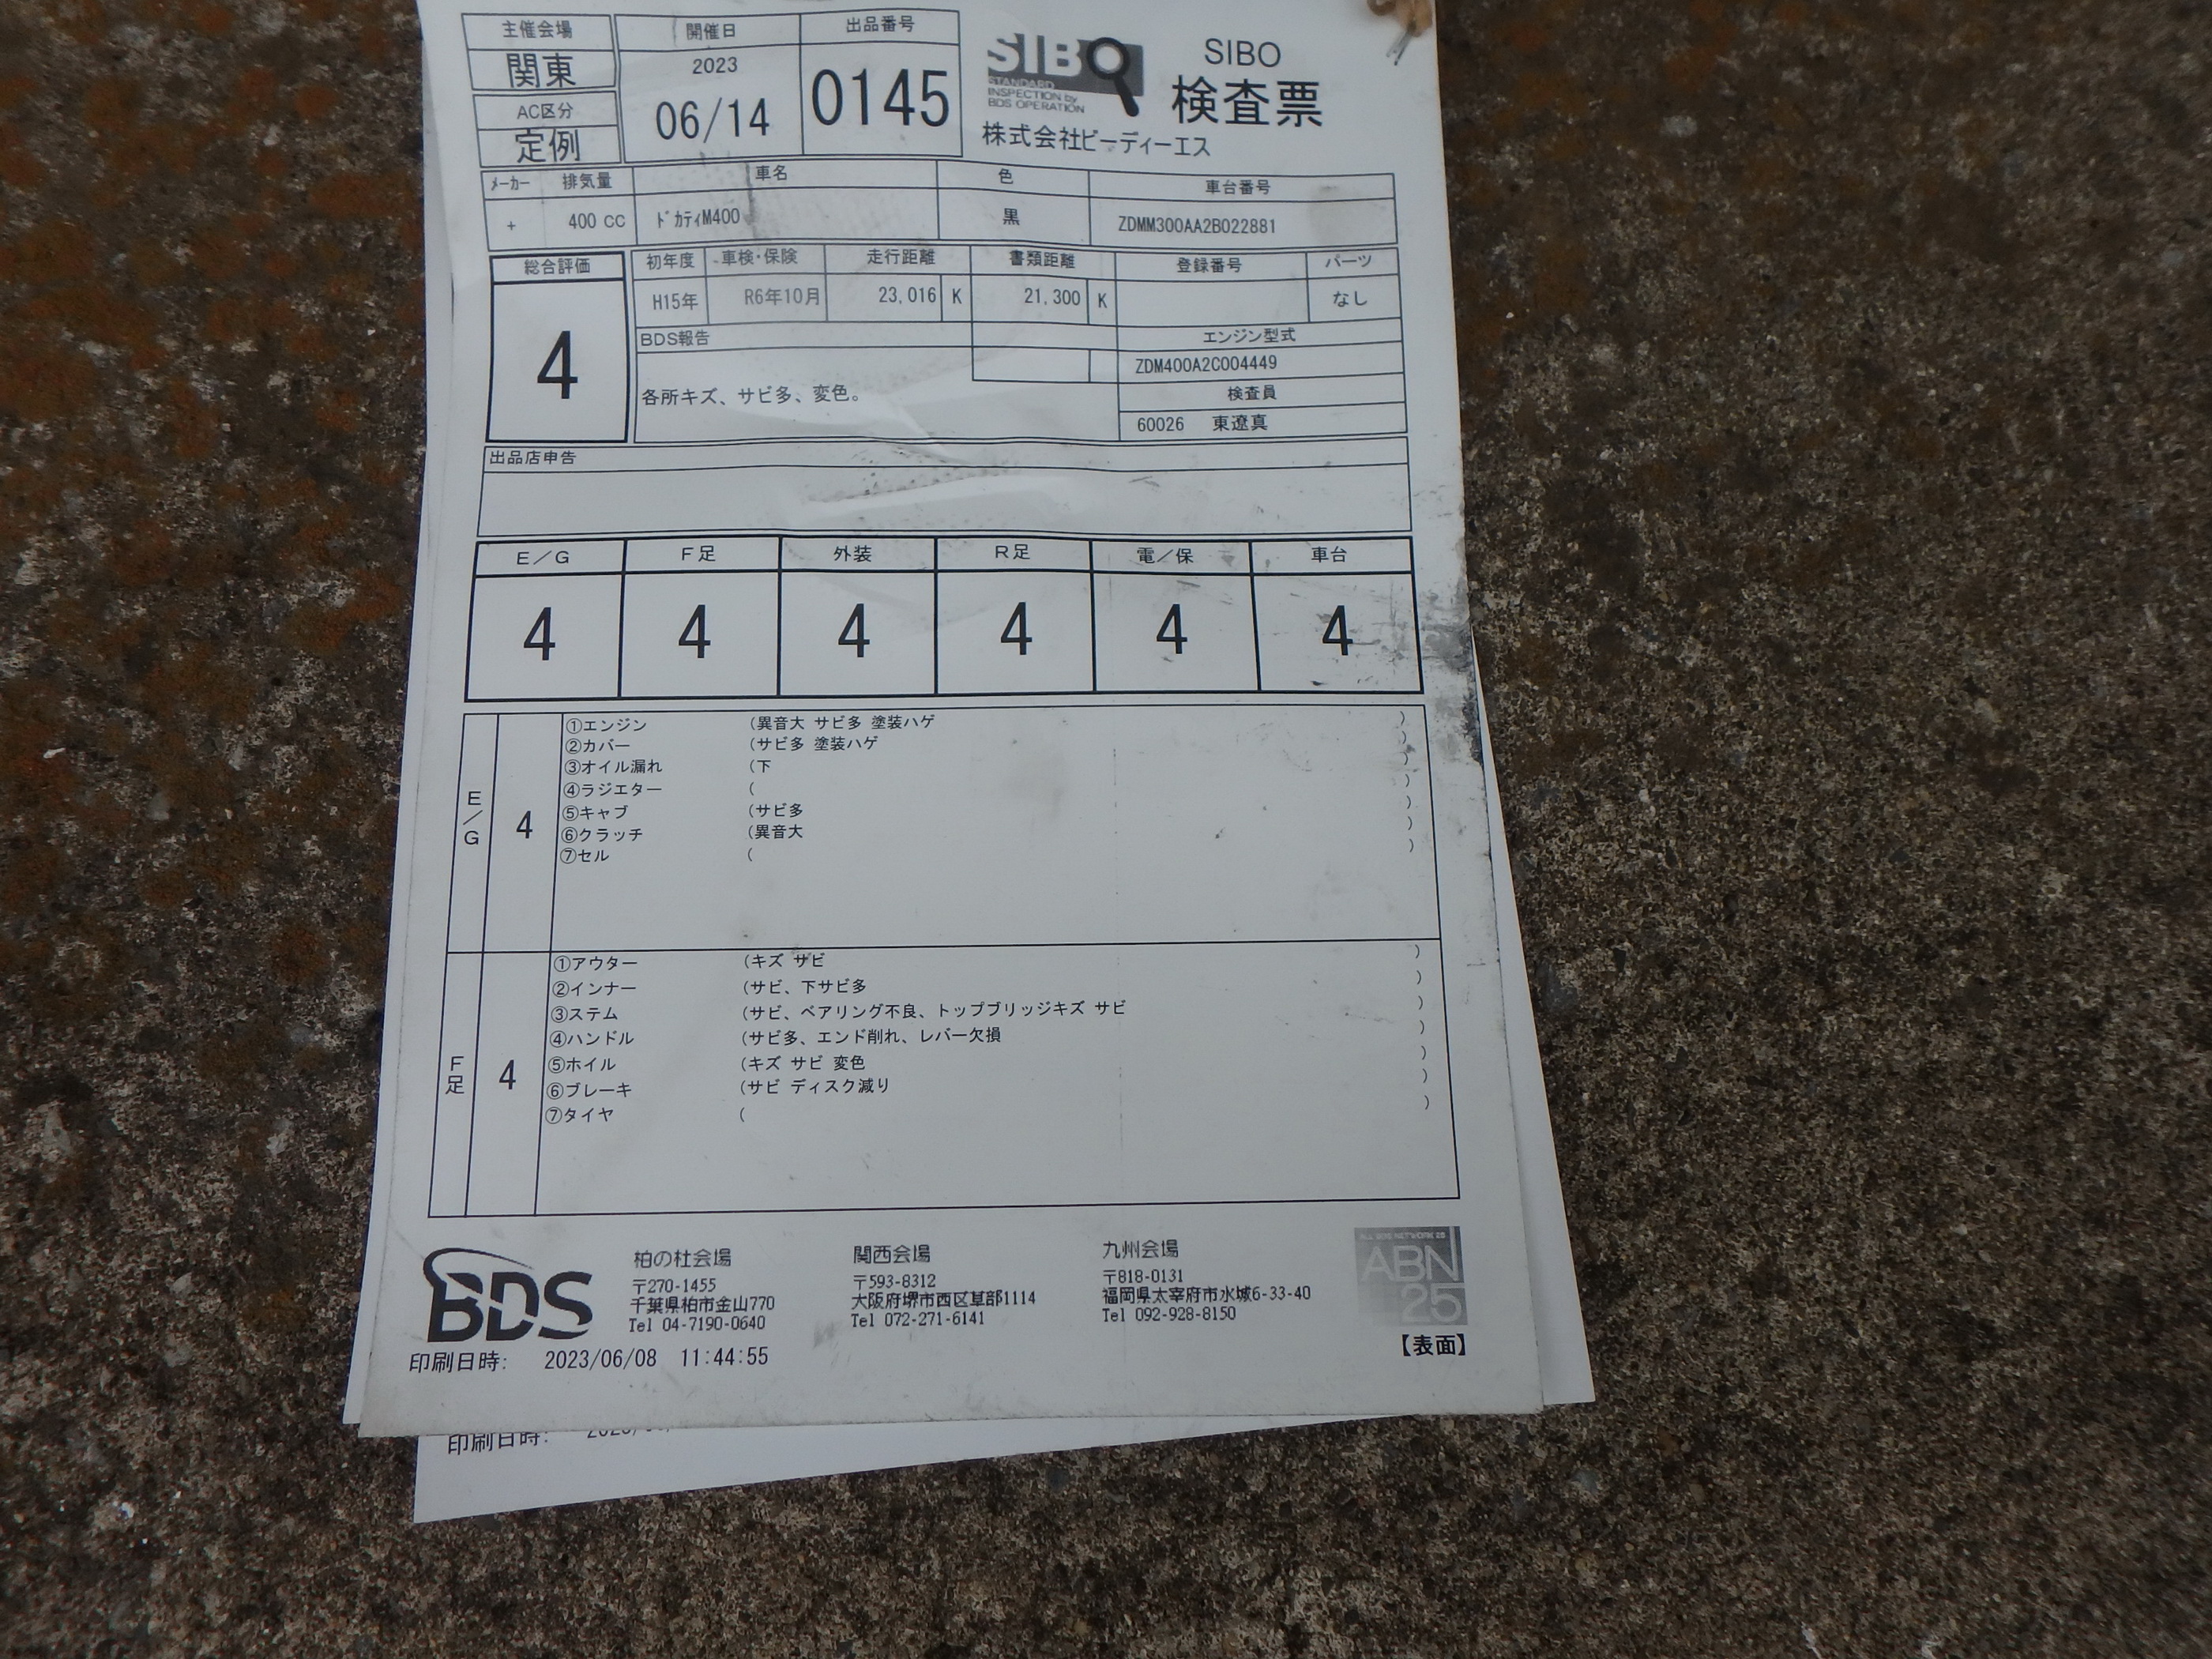 主催会場 開催日 出品番号
関東 2023 06/14 0145
AC区分
定例
SIBO
STANDARD
INSPECTION by
BDS OPERATION
SIBO
検査票
株式会社ビーディーエス
ﾒｰｶｰ 排気量 車名 色 車台番号
+ 400 CC ﾄﾞｶﾃｨM400 黒 ZDMM300AA2B022881
総合評価 初年度 車検・保険 走行距離 書類距離 登録番号 パーツ
4 H15年 R6年10月 23,016 K 21,300 K なし
BDS報告 エンジン型式
ZDM400A2C004449
各所キズ、サビ多、変色。 検査員
60026 東遼真
出品店申告
E/G F足 外装 R足 電/保 車台
4 4 4 4 4 4
E/G 4
①エンジン (異音大 サビ多 塗装ハゲ )
②カバー (サビ多 塗装ハゲ )
③オイル漏れ (下 )
④ラジエター ( )
⑤キャブ (サビ多 )
⑥クラッチ (異音大 )
⑦セル ( )
F足 4
①アウター (キズ サビ )
②インナー (サビ、下サビ多 )
③ステム (サビ、ベアリング不良、トップブリッジキズ サビ )
④ハンドル (サビ多、エンド削れ、レバー欠損 )
⑤ホイル (キズ サビ 変色 )
⑥ブレーキ (サビ ディスク減り )
⑦タイヤ ( )
BDS
柏の杜会場
〒270-1455
千葉県柏市金山770
Tel 04-7190-0640
関西会場
〒593-8312
大阪府堺市西区草部1114
Tel 072-271-6141
九州会場
〒818-0131
福岡県太宰府市水城6-33-40
Tel 092-928-8150
ALL BDS NETWORK 25
ABN
25
【表面】
印刷日時: 2023/06/08 11:44:55
印刷日時: